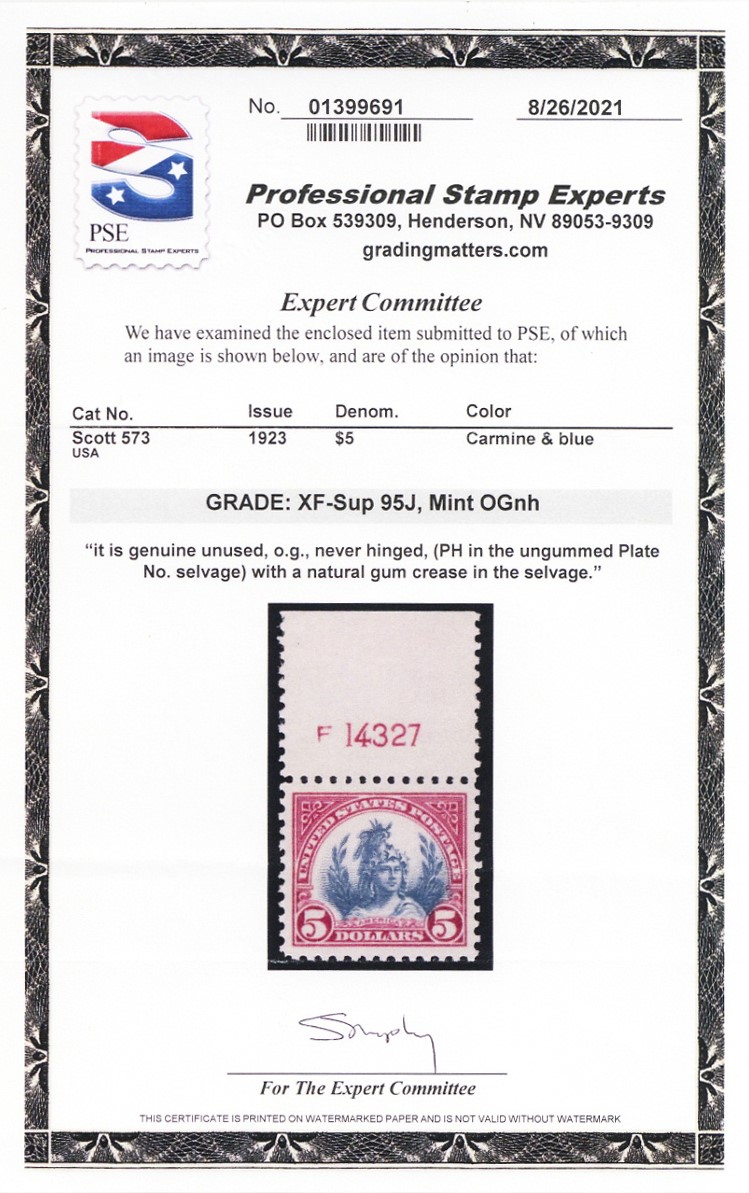 No. 01399691
8/26/2021
PSE
PROFESSIONAL STAMP EXPERTS
Professional Stamp Experts
PO Box 539309, Henderson, NV 89053-9309
gradingmatters.com
Expert Committee
We have examined the enclosed item submitted to PSE, of which
an image is shown below, and are of the opinion that:
Cat No. Issue Denom. Color
Scott 573 1923 $5 Carmine & blue
USA
GRADE: XF-Sup 95J, Mint OGnh
“it is genuine unused, o.g., never hinged, (PH in the ungummed Plate
No. selvage) with a natural gum crease in the selvage.”
F 14327
UNITED STATES POSTAGE
AMERICA
5 DOLLARS 5
For The Expert Committee
THIS CERTIFICATE IS PRINTED ON WATERMARKED PAPER AND IS NOT VALID WITHOUT WATERMARK